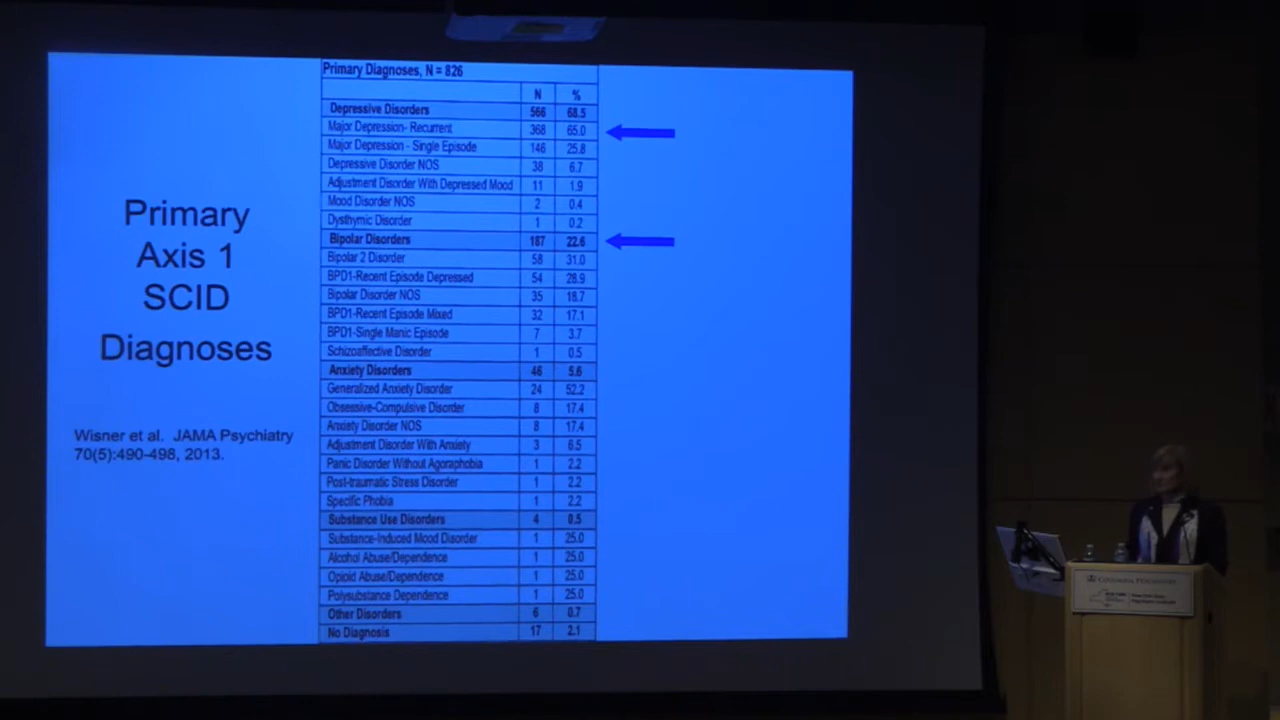 Primary
Axis 1
SCID
Diagnoses
Wisner et al. JAMA Psychiatry
70(5):490-498, 2013.
Primary Diagnoses, N = 826
N %
Depressive Disorders 566 68.5
Major Depression- Recurrent 368 65.0
Major Depression - Single Episode 146 25.8
Depressive Disorder NOS 38 6.7
Adjustment Disorder With Depressed Mood 11 1.9
Mood Disorder NOS 2 0.4
Dysthymic Disorder 1 0.2
Bipolar Disorders 187 22.6
Bipolar 2 Disorder 58 31.0
BPD1-Recent Episode Depressed 54 28.9
Bipolar Disorder NOS 35 18.7
BPD1-Recent Episode Mixed 32 17.1
BPD1-Single Manic Episode 7 3.7
Schizoaffective Disorder 1 0.5
Anxiety Disorders 46 5.6
Generalized Anxiety Disorder 24 52.2
Obsessive-Compulsive Disorder 8 17.4
Anxiety Disorder NOS 8 17.4
Adjustment Disorder With Anxiety 3 6.5
Panic Disorder Without Agoraphobia 1 2.2
Post-traumatic Stress Disorder 1 2.2
Specific Phobia 1 2.2
Substance Use Disorders 4 0.5
Substance-Induced Mood Disorder 1 25.0
Alcohol Abuse/Dependence 1 25.0
Opioid Abuse/Dependence 1 25.0
Polysubstance Dependence 1 25.0
Other Disorders 6 0.7
No Diagnosis 17 2.1
COLUMBIA PSYCHIATRY